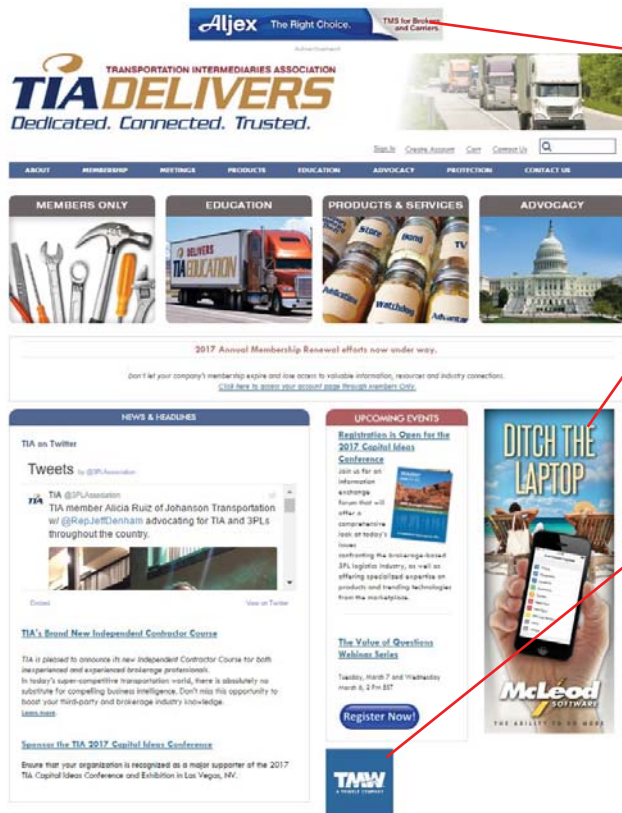 Aljex The Right Choice. TMS for Brokers
and Carriers.
Advertisement
TRANSPORTATION INTERMEDIARIES ASSOCIATION
TIA DELIVERS
Dedicated. Connected. Trusted.
Sign In Create Account Cart Contact Us
ABOUT MEMBERSHIP MEETINGS PRODUCTS EDUCATION ADVOCACY PROTECTION CONTACT US
MEMBERS ONLY
EDUCATION
DELIVERS
TIA EDUCATION
PRODUCTS & SERVICES
Store
Bond
TV
Watchdog
ADVOCACY
2017 Annual Membership Renewal efforts now under way.
Don't let your company's membership expire and lose access to valuable information, resources and industry connections.
Click here to access your account page through Members Only.
NEWS & HEADLINES
TIA on Twitter
Tweets by @3PLAssociation
TIA @3PLAssociation
TIA
TIA member Alicia Ruiz of Johanson Transportation
w/ @RepJeffDenham advocating for TIA and 3PLs
throughout the country.
Embed View on Twitter
TIA's Brand New Independent Contractor Course
TIA is pleased to announce its new Independent Contractor Course for both
inexperienced and experienced brokerage professionals.
In today's super-competitive transportation world, there is absolutely no
substitute for compelling business intelligence. Don't miss this opportunity to
boost your third-party and brokerage industry knowledge.
Learn more
Sponsor the TIA 2017 Capital Ideas Conference
Ensure that your organization is recognized as a major supporter of the 2017
TIA Capital Ideas Conference and Exhibition in Las Vegas, NV.
UPCOMING EVENTS
Registration is Open for the
2017 Capital Ideas
Conference
Join us for an
information
exchange
forum that will
offer a
comprehensive
look at today's
issues
confronting the brokerage-based
3PL logistics industry, as well as
offering specialized expertise on
products and trending technologies
from the marketplace.
The Value of Questions
Webinar Series
Tuesday, March 7 and Wednesday
March 8, 2 PM EST
Register Now!
TMW
A TRIMBLE COMPANY
DITCH THE
LAPTOP
McLeod
SOFTWARE
THE ABILITY TO DO MORE